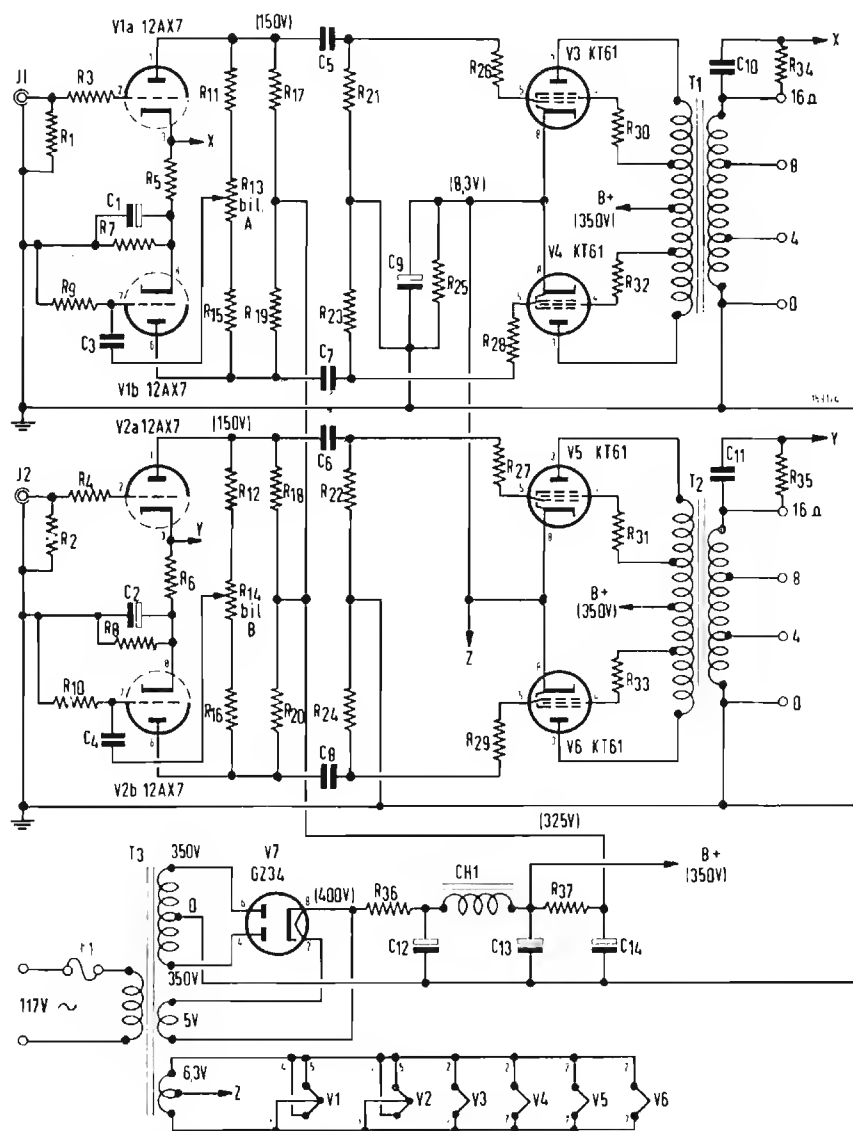 V1a 12AX7
(150V)
C5
R26
V3 KT61
C10
R34
X
J1
R3
R1
R11
R17
R21
R30
T1
16Ω
X
R5
C1
R7
R13
bil.
A
(8,3V)
B+
(350V)
8
C9
R25
V4 KT61
4
R9
C3
R15
R19
R23
R28
R32
0
C7
V1b 12AX7
V2a 12AX7
(150V)
C6
R27
V5 KT61
C11
R35
Y
J2
R4
R2
R12
R18
R22
R31
T2
16Ω
Y
R6
C2
R8
R14
bil
B
Z
B+
(350V)
8
4
R10
C4
R16
R20
R24
R29
R33
0
C8
V6 KT61
V2b 12AX7
(325V)
T3
350V
V7
GZ34
(400V)
R36
CH1
R37
B+
(350V)
0
350V
C12
C13
C14
117V ~
5V
6,3V
Z
V1
V2
V3
V4
V5
V6